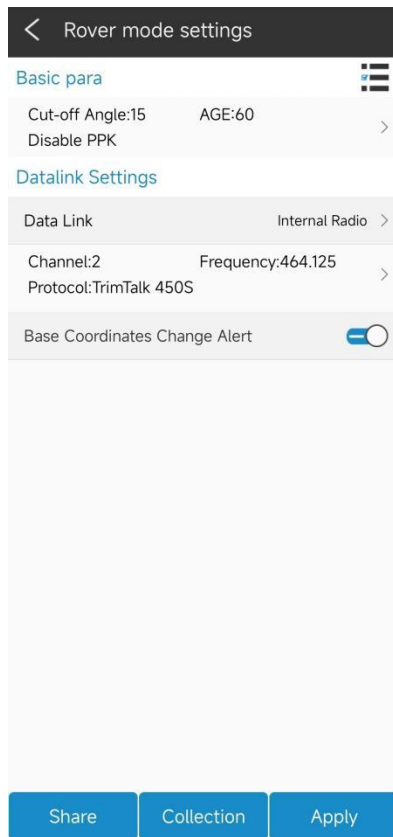 Rover mode settings
Basic para
Cut-off Angle:15 AGE:60
Disable PPK
Datalink Settings
Data Link Internal Radio
Channel:2 Frequency:464.125
Protocol:TrimTalk 450S
Base Coordinates Change Alert
Share Collection Apply